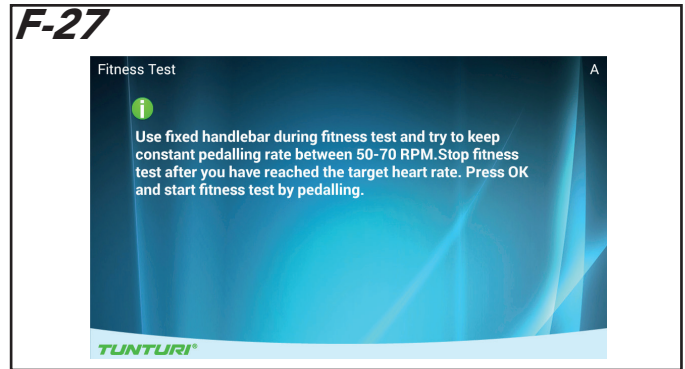 F-27
Fitness Test A
i
Use fixed handlebar during fitness test and try to keep
constant pedalling rate between 50-70 RPM.Stop fitness
test after you have reached the target heart rate. Press OK
and start fitness test by pedalling.
TUNTURI®